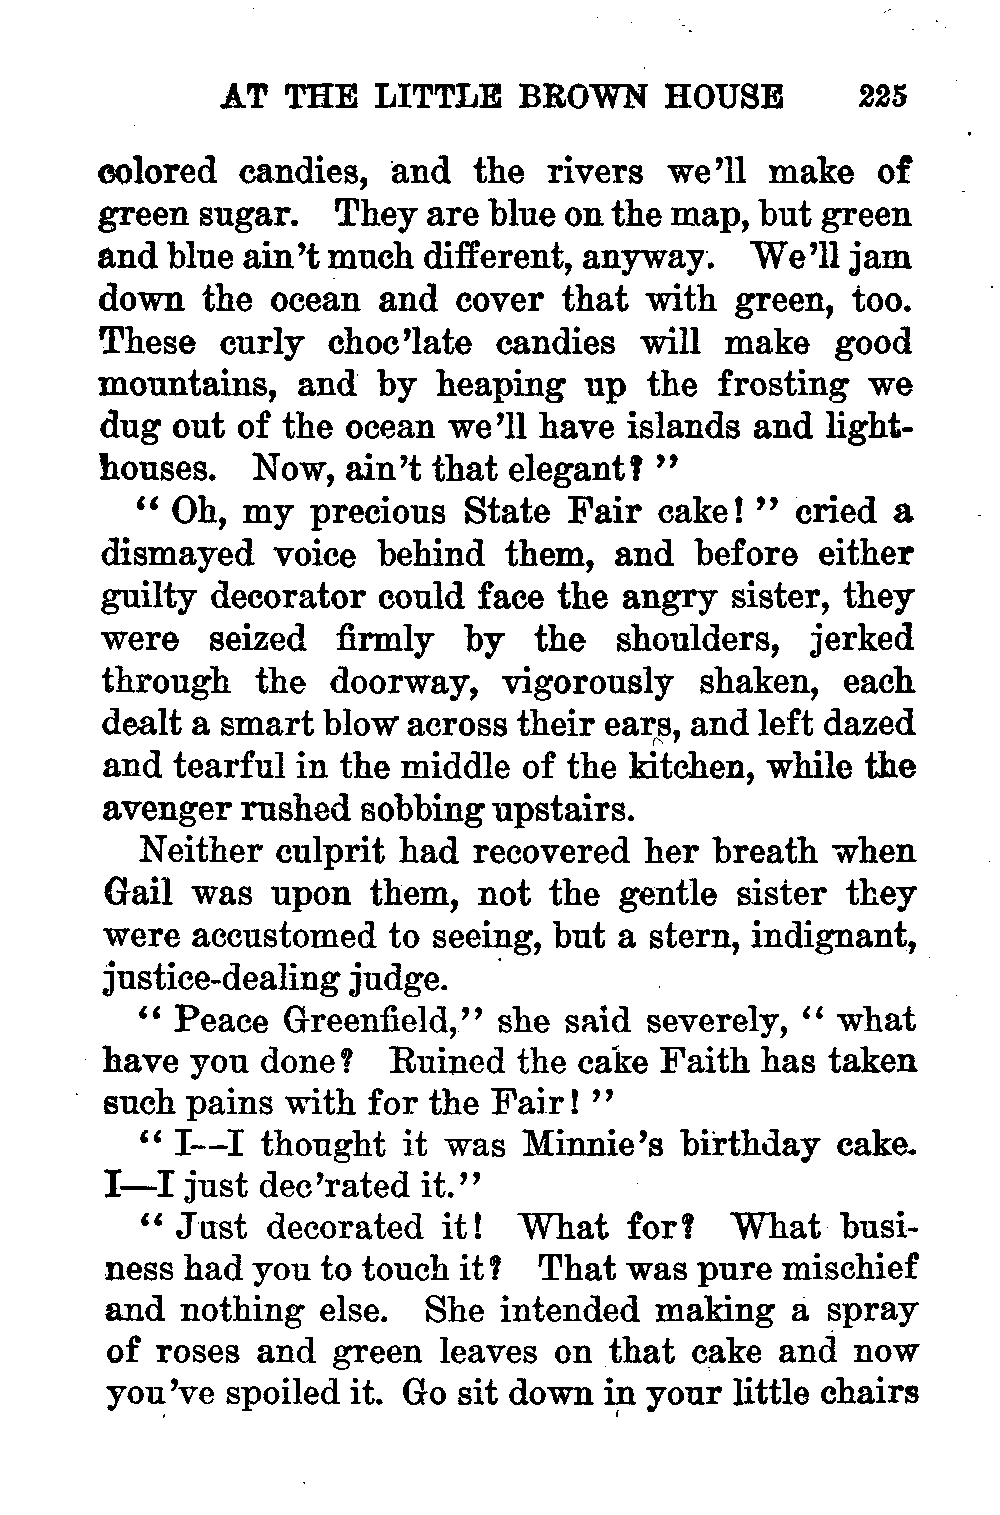 AT THE LITTLE BROWN HOUSE 225
colored candies, and the rivers we'll make of
green sugar. They are blue on the map, but green
and blue ain't much different, anyway. We'll jam
down the ocean and cover that with green, too.
These curly choc'late candies will make good
mountains, and by heaping up the frosting we
dug out of the ocean we'll have islands and light-
houses. Now, ain't that elegant? "
" Oh, my precious State Fair cake! " cried a
dismayed voice behind them, and before either
guilty decorator could face the angry sister, they
were seized firmly by the shoulders, jerked
through the doorway, vigorously shaken, each
dealt a smart blow across their ears, and left dazed
and tearful in the middle of the kitchen, while the
avenger rushed sobbing upstairs.
Neither culprit had recovered her breath when
Gail was upon them, not the gentle sister they
were accustomed to seeing, but a stern, indignant,
justice-dealing judge.
" Peace Greenfield," she said severely, " what
have you done? Ruined the cake Faith has taken
such pains with for the Fair! "
" I--I thought it was Minnie's birthday cake.
I—I just dec'rated it."
" Just decorated it! What for? What busi-
ness had you to touch it? That was pure mischief
and nothing else. She intended making a spray
of roses and green leaves on that cake and now
you've spoiled it. Go sit down in your little chairs